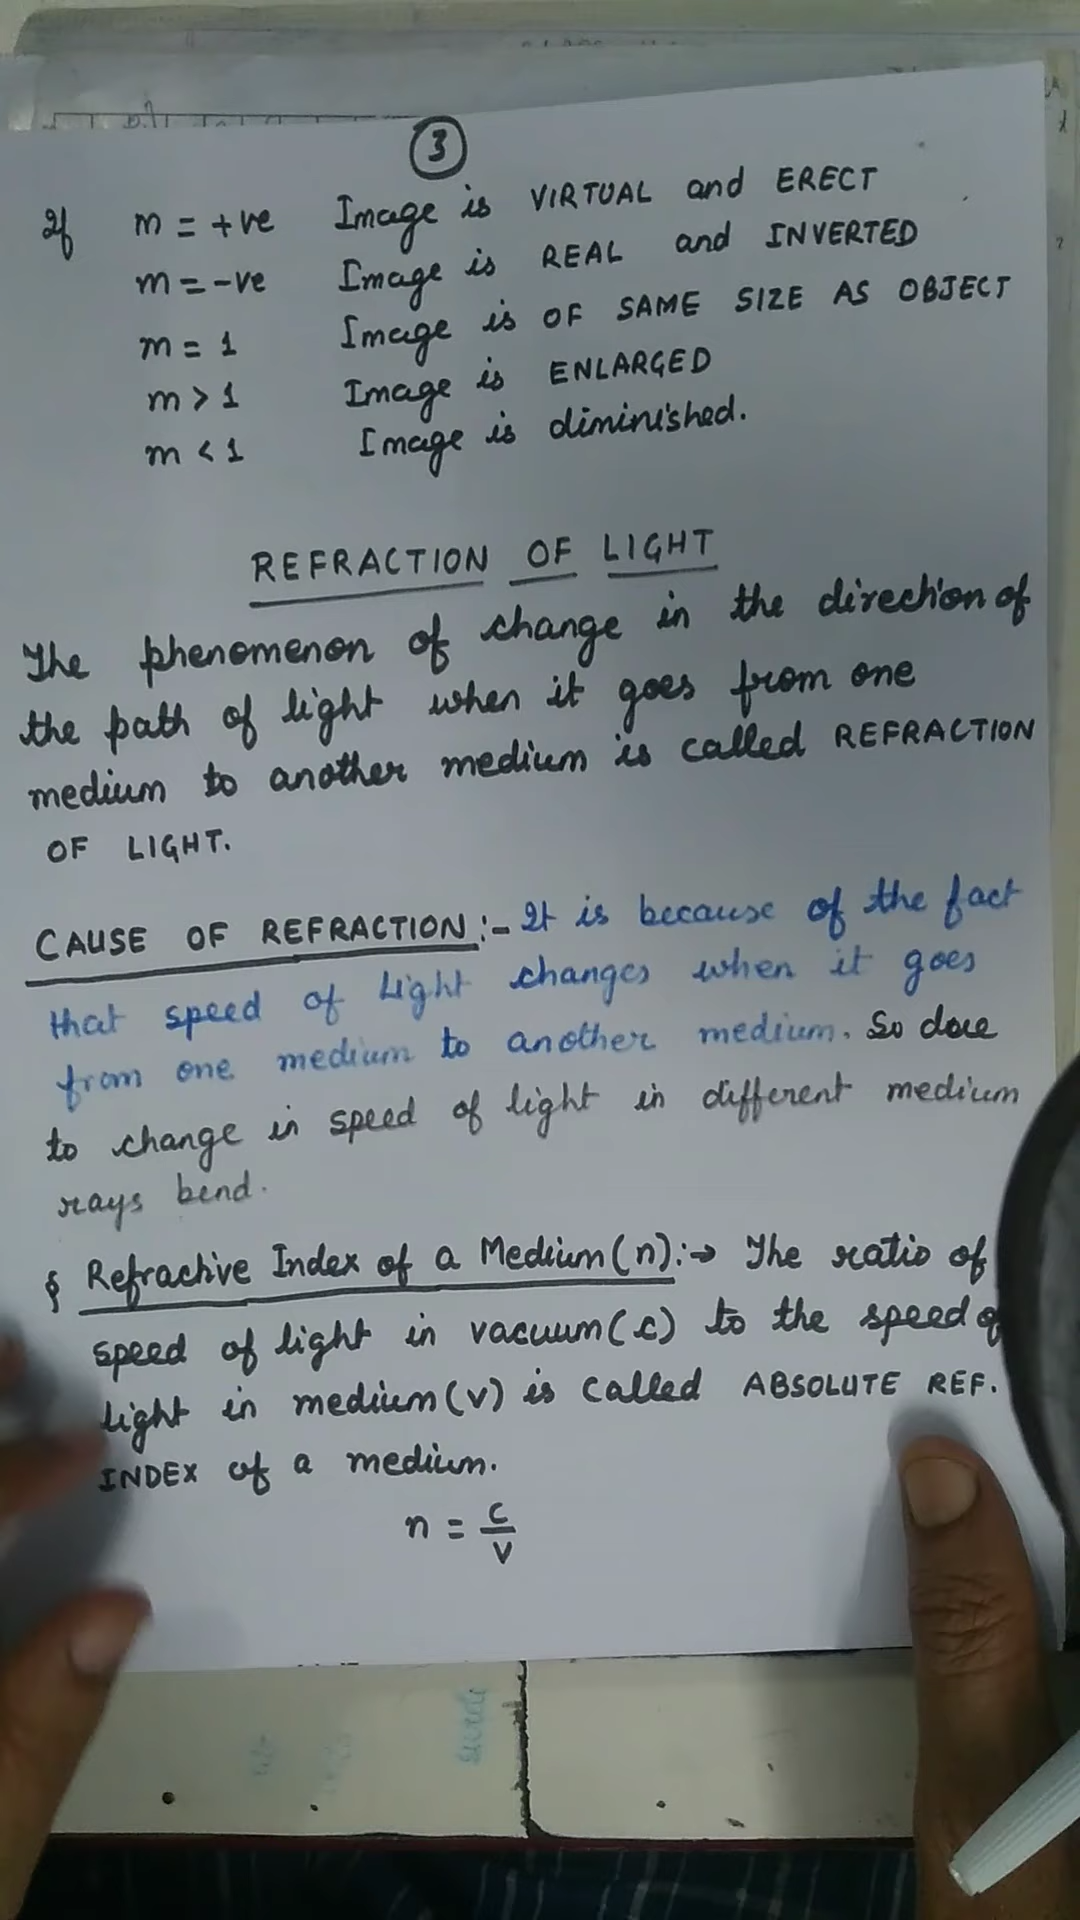 3
If m = +ve Image is VIRTUAL and ERECT
m = -ve Image is REAL and INVERTED
m = 1 Image is OF SAME SIZE AS OBJECT
m > 1 Image is ENLARGED
m < 1 Image is diminished.
REFRACTION OF LIGHT
The phenomenon of change in the direction of
the path of light when it goes from one
medium to another medium is called REFRACTION
OF LIGHT.
CAUSE OF REFRACTION :- It is because of the fact
that speed of light changes when it goes
from one medium to another medium. So due
to change in speed of light in different medium
rays bend.
§ Refractive Index of a Medium (n) :→ The ratio of
speed of light in vacuum (c) to the speed of
light in medium (v) is called ABSOLUTE REF.
INDEX of a medium.
n = c/v